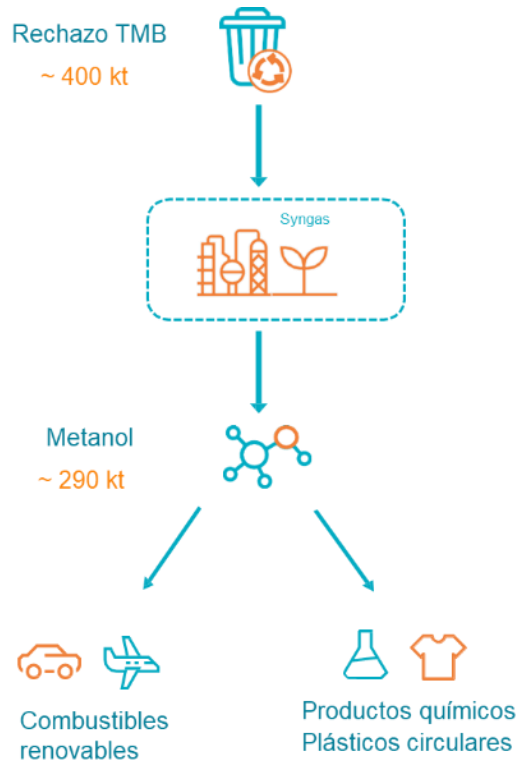 Rechazo TMB
~ 400 kt
Syngas
Metanol
~ 290 kt
Combustibles
renovables
Productos químicos
Plásticos circulares